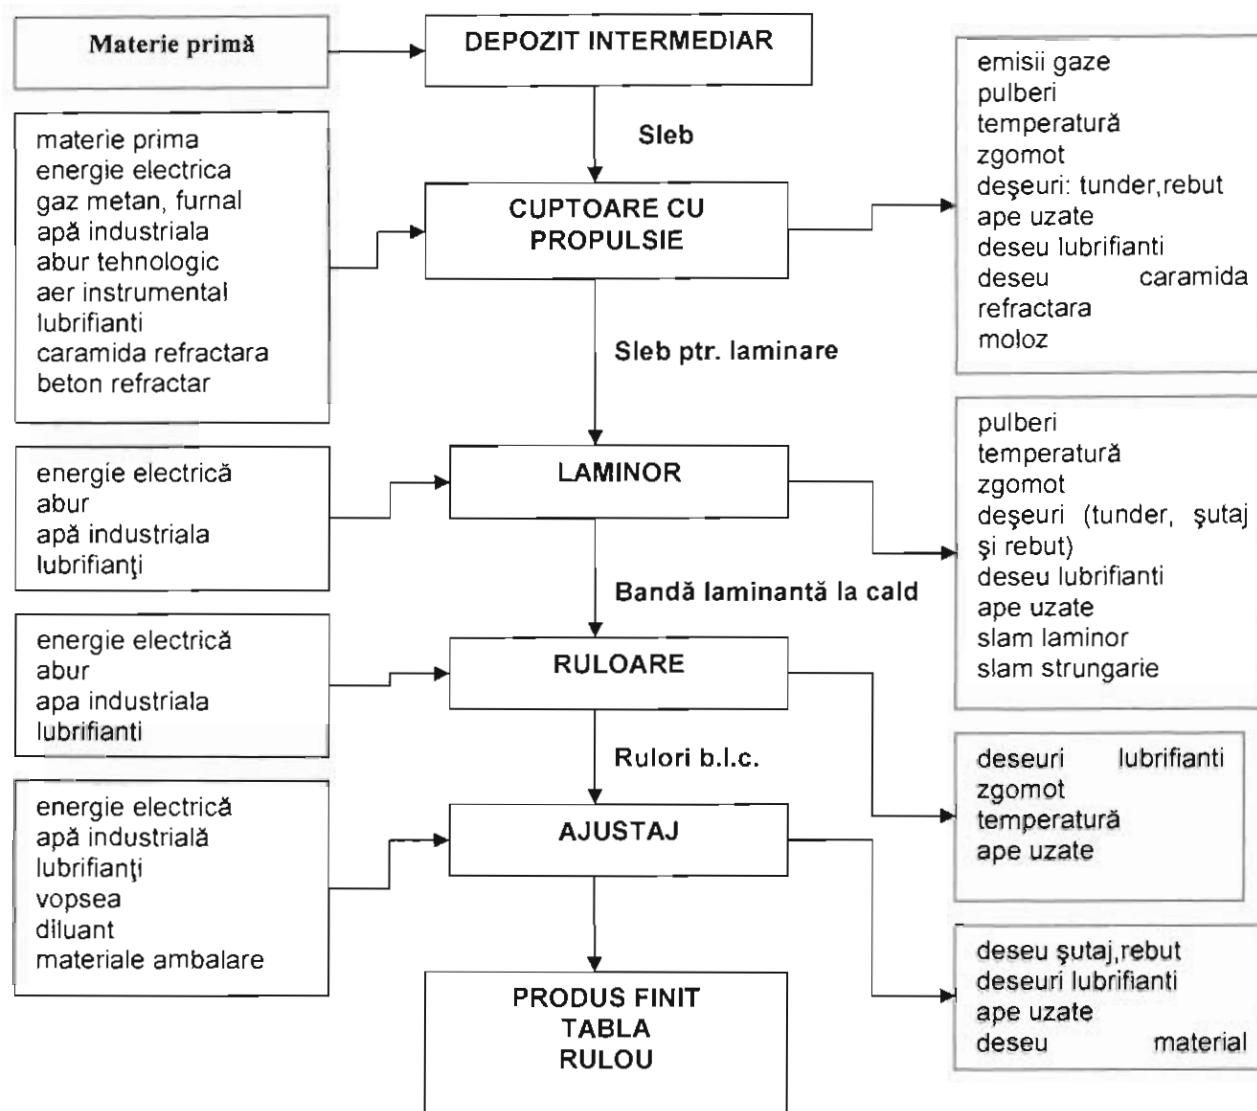 Materie primă
DEPOZIT INTERMEDIAR
Sleb
materie prima
energie electrica
gaz metan, furnal
apă industriala
abur tehnologic
aer instrumental
lubrifianti
caramida refractara
beton refractar
CUPTOARE CU
PROPULSIE
emisii gaze
pulberi
temperatură
zgomot
deşeuri: tunder,rebut
ape uzate
deseu lubrifianti
deseu caramida
refractara
moloz
Sleb ptr. laminare
energie electrică
abur
apă industriala
lubrifianţi
LAMINOR
pulberi
temperatură
zgomot
deşeuri (tunder, şutaj
şi rebut)
deseu lubrifianti
ape uzate
slam laminor
slam strungarie
Bandă laminantă la cald
energie electrică
abur
apa industriala
lubrifianti
RULOARE
deseuri lubrifianti
zgomot
temperatură
ape uzate
Rulori b.l.c.
energie electrică
apă industrială
lubrifianţi
vopsea
diluant
materiale ambalare
AJUSTAJ
deseu şutaj,rebut
deseuri lubrifianti
ape uzate
deseu material
PRODUS FINIT
TABLA
RULOU